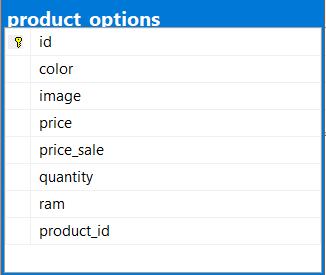 product_options
id
color
image
price
price_sale
quantity
ram
product_id